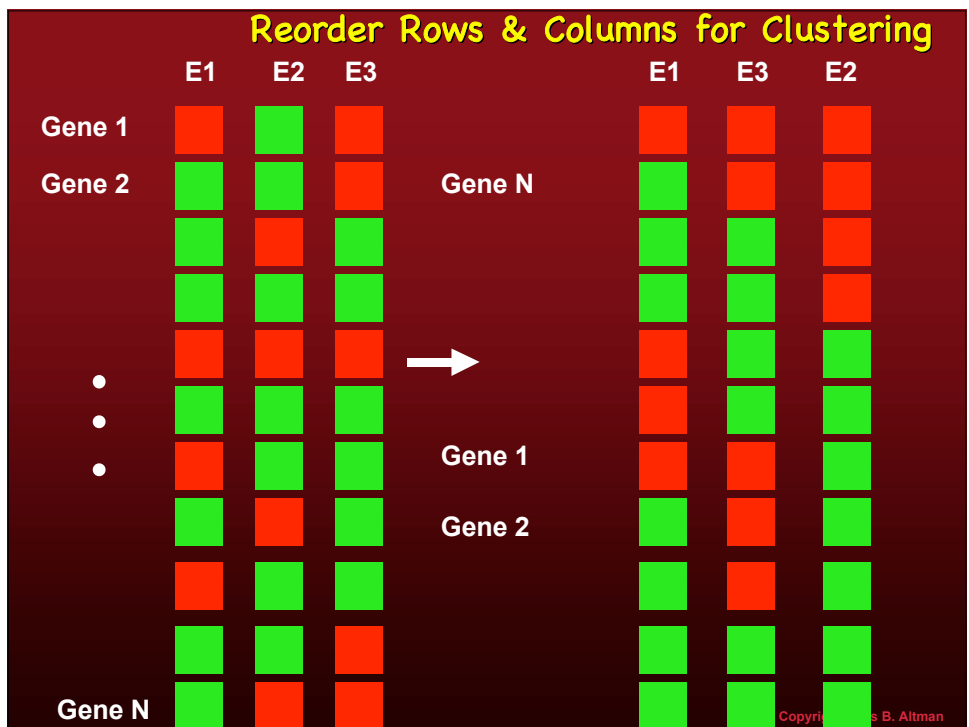 Reorder Rows & Columns for Clustering
E1 E2 E3 E1 E3 E2
Gene 1
Gene 2 Gene N
Gene 1
Gene 2
Gene N
B. Altman